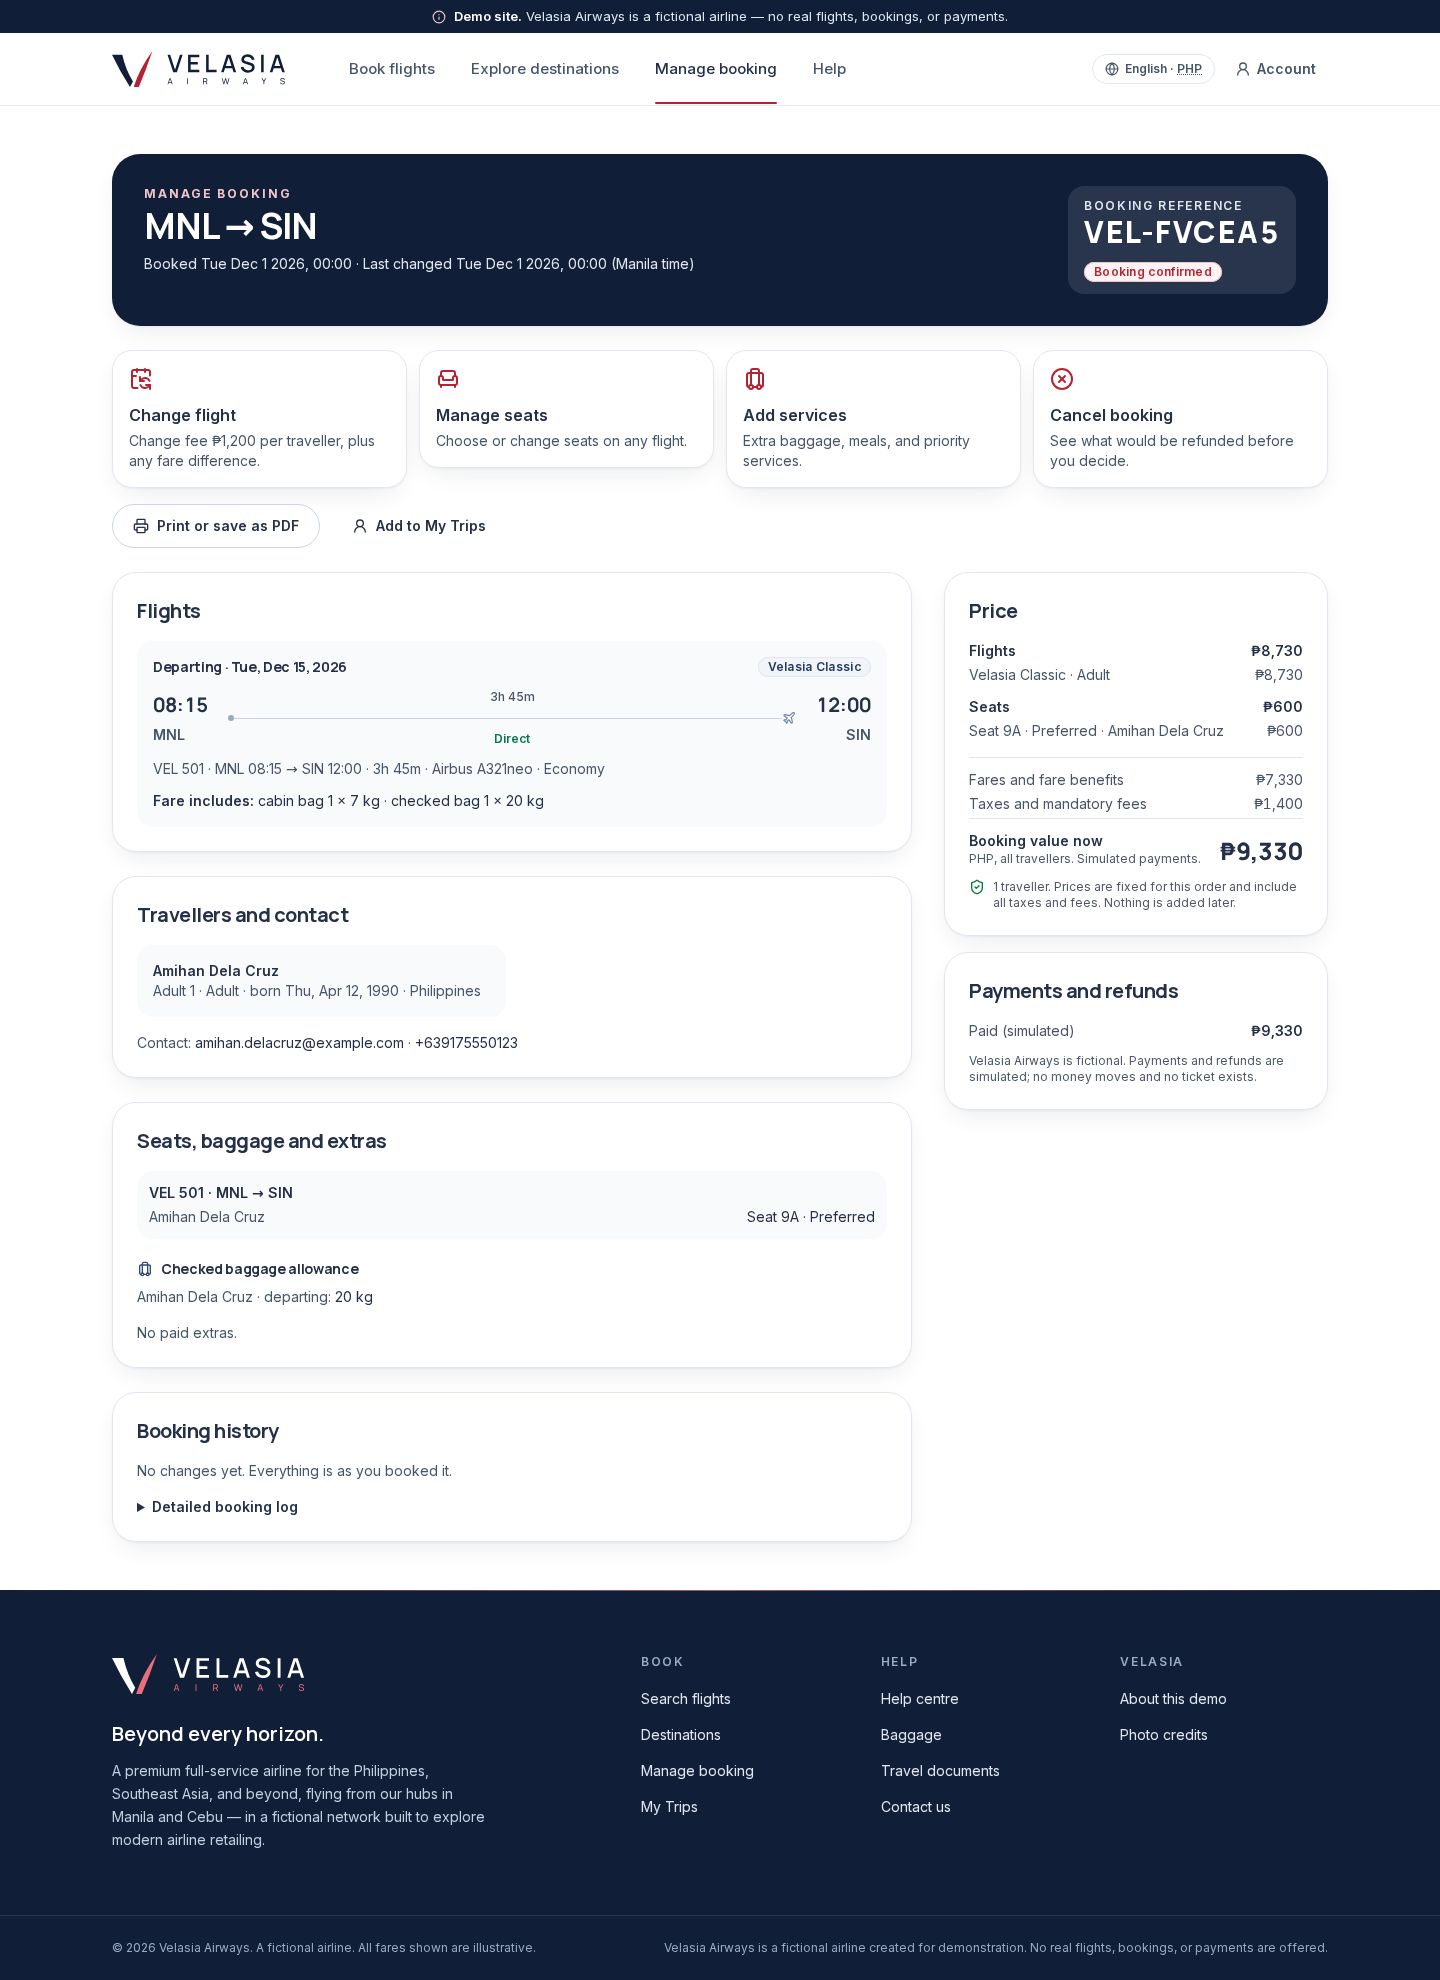 Demo site. Velasia Airways is a fictional airline — no real flights, bookings, or payments.
VELASIA
AIRWAYS
Book flights
Explore destinations
Manage booking
Help
English · PHP
Account
MANAGE BOOKING
MNL → SIN
Booked Tue Dec 1 2026, 00:00 · Last changed Tue Dec 1 2026, 00:00 (Manila time)
BOOKING REFERENCE
VEL-FVCEA5
Booking confirmed
Change flight
Change fee ₱1,200 per traveller, plus
any fare difference.
Manage seats
Choose or change seats on any flight.
Add services
Extra baggage, meals, and priority
services.
Cancel booking
See what would be refunded before
you decide.
Print or save as PDF
Add to My Trips
Flights
Departing · Tue, Dec 15, 2026
Velasia Classic
08:15
3h 45m
12:00
MNL
Direct
SIN
VEL 501 · MNL 08:15 → SIN 12:00 · 3h 45m · Airbus A321neo · Economy
Fare includes: cabin bag 1 × 7 kg · checked bag 1 × 20 kg
Travellers and contact
Amihan Dela Cruz
Adult 1 · Adult · born Thu, Apr 12, 1990 · Philippines
Contact: amihan.delacruz@example.com · +639175550123
Seats, baggage and extras
VEL 501 · MNL → SIN
Amihan Dela Cruz
Seat 9A · Preferred
Checked baggage allowance
Amihan Dela Cruz · departing: 20 kg
No paid extras.
Booking history
No changes yet. Everything is as you booked it.
Detailed booking log
Price
Flights ₱8,730
Velasia Classic · Adult ₱8,730
Seats ₱600
Seat 9A · Preferred · Amihan Dela Cruz ₱600
Fares and fare benefits ₱7,330
Taxes and mandatory fees ₱1,400
Booking value now
PHP, all travellers. Simulated payments.
₱9,330
1 traveller. Prices are fixed for this order and include
all taxes and fees. Nothing is added later.
Payments and refunds
Paid (simulated) ₱9,330
Velasia Airways is fictional. Payments and refunds are
simulated; no money moves and no ticket exists.
VELASIA
AIRWAYS
Beyond every horizon.
A premium full-service airline for the Philippines,
Southeast Asia, and beyond, flying from our hubs in
Manila and Cebu — in a fictional network built to explore
modern airline retailing.
BOOK
Search flights
Destinations
Manage booking
My Trips
HELP
Help centre
Baggage
Travel documents
Contact us
VELASIA
About this demo
Photo credits
© 2026 Velasia Airways. A fictional airline. All fares shown are illustrative.
Velasia Airways is a fictional airline created for demonstration. No real flights, bookings, or payments are offered.